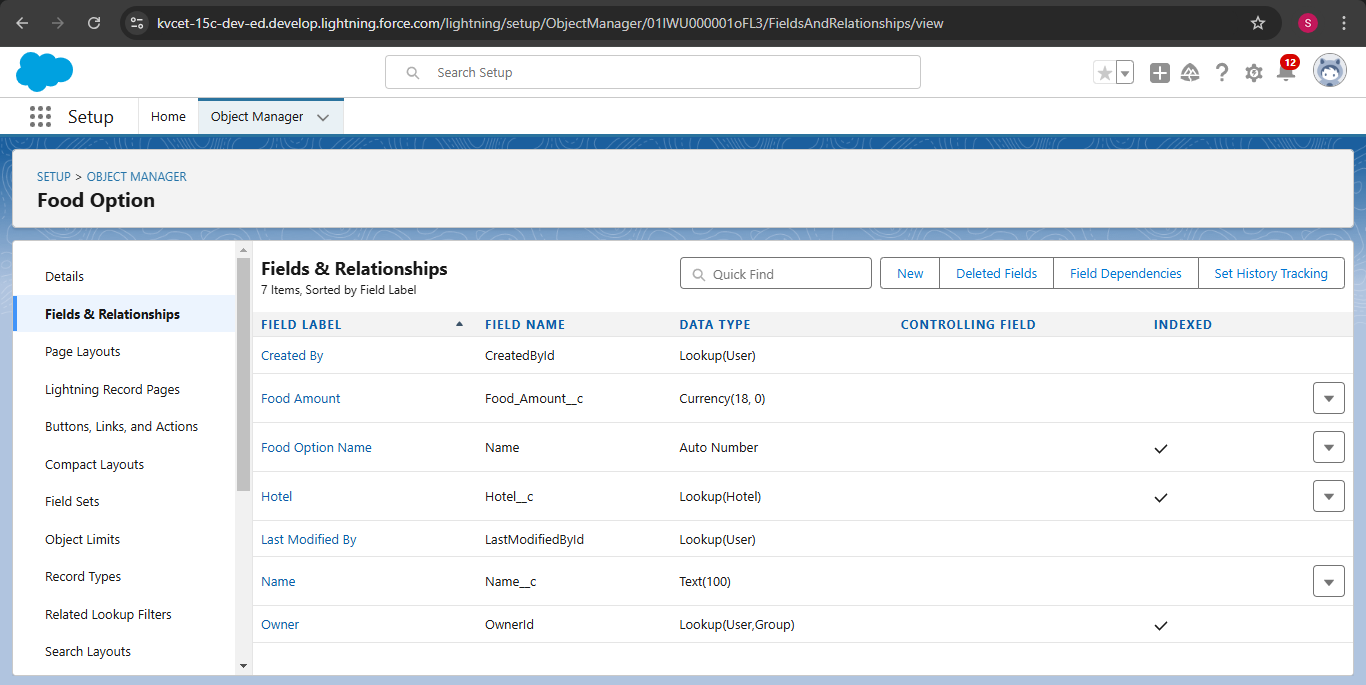 kvcet-15c-dev-ed.develop.lightning.force.com/lightning/setup/ObjectManager/01IWU000001oFL3/FieldsAndRelationships/view
S
Search Setup
12
Setup
Home
Object Manager
SETUP > OBJECT MANAGER
Food Option
Details
Fields & Relationships
Page Layouts
Lightning Record Pages
Buttons, Links, and Actions
Compact Layouts
Field Sets
Object Limits
Record Types
Related Lookup Filters
Search Layouts
Fields & Relationships
7 Items, Sorted by Field Label
Quick Find
New
Deleted Fields
Field Dependencies
Set History Tracking
FIELD LABEL FIELD NAME DATA TYPE CONTROLLING FIELD INDEXED
Created By CreatedById Lookup(User)
Food Amount Food_Amount__c Currency(18, 0)
Food Option Name Name Auto Number
Hotel Hotel__c Lookup(Hotel)
Last Modified By LastModifiedById Lookup(User)
Name Name__c Text(100)
Owner OwnerId Lookup(User,Group)